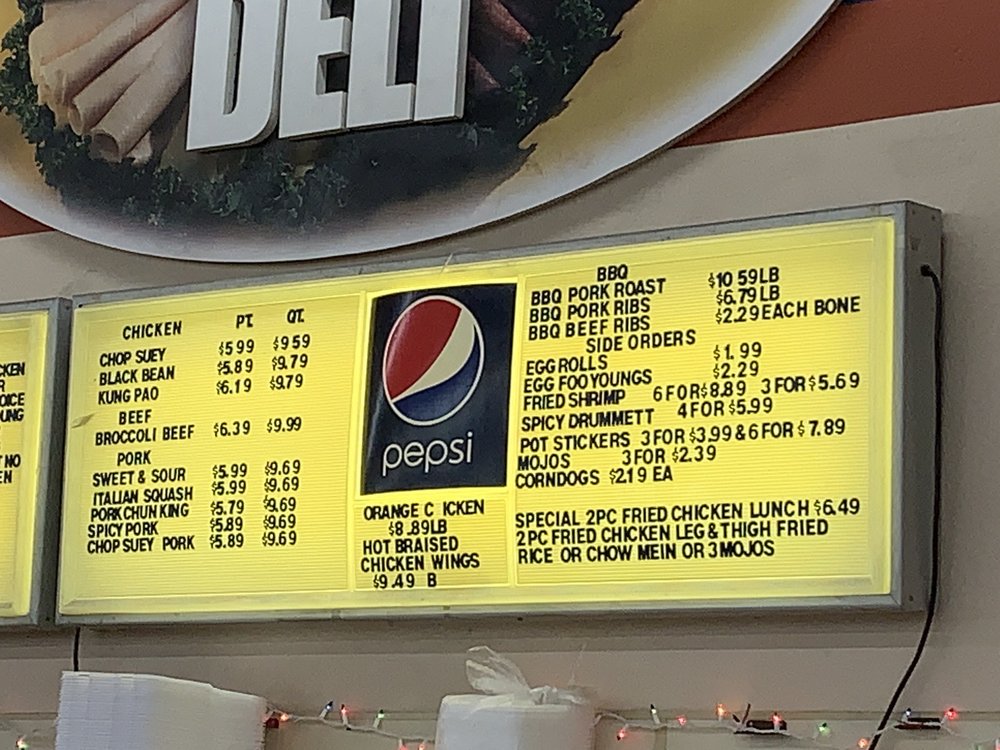 DELI
CKEN
OICE
UNG
T NO
EN
CHICKEN PT. QT.
CHOP SUEY $5 99 $9 59
BLACK BEAN $5.89 $9.79
KUNG PAO $6.19 $9.79
BEEF
BROCCOLI BEEF $6.39 $9.99
PORK
SWEET & SOUR $5.99 $9.69
ITALIAN SQUASH $5.99 $9.69
PORK CHUN KING $5.79 $9.69
SPICY PORK $5.89 $9.69
CHOP SUEY PORK $5.89 $9.69
pepsi
ORANGE C ICKEN
$8.89LB
HOT BRAISED
CHICKEN WINGS
$9.49 B
BBQ
BBQ PORK ROAST $10 59LB
BBQ PORK RIBS $6.79LB
BBQ BEEF RIBS $2.29 EACH BONE
SIDE ORDERS
EGG ROLLS $1.99
EGG FOO YOUNGS $2.29
FRIED SHRIMP 6 FOR $8.89 3 FOR $5.69
SPICY DRUMMETT 4 FOR $5.99
POT STICKERS 3 FOR $3.99 & 6 FOR $7.89
MOJOS 3 FOR $2.39
CORNDOGS $2.19 EA
SPECIAL 2PC FRIED CHICKEN LUNCH $6.49
2PC FRIED CHICKEN LEG & THIGH FRIED
RICE OR CHOW MEIN OR 3 MOJOS